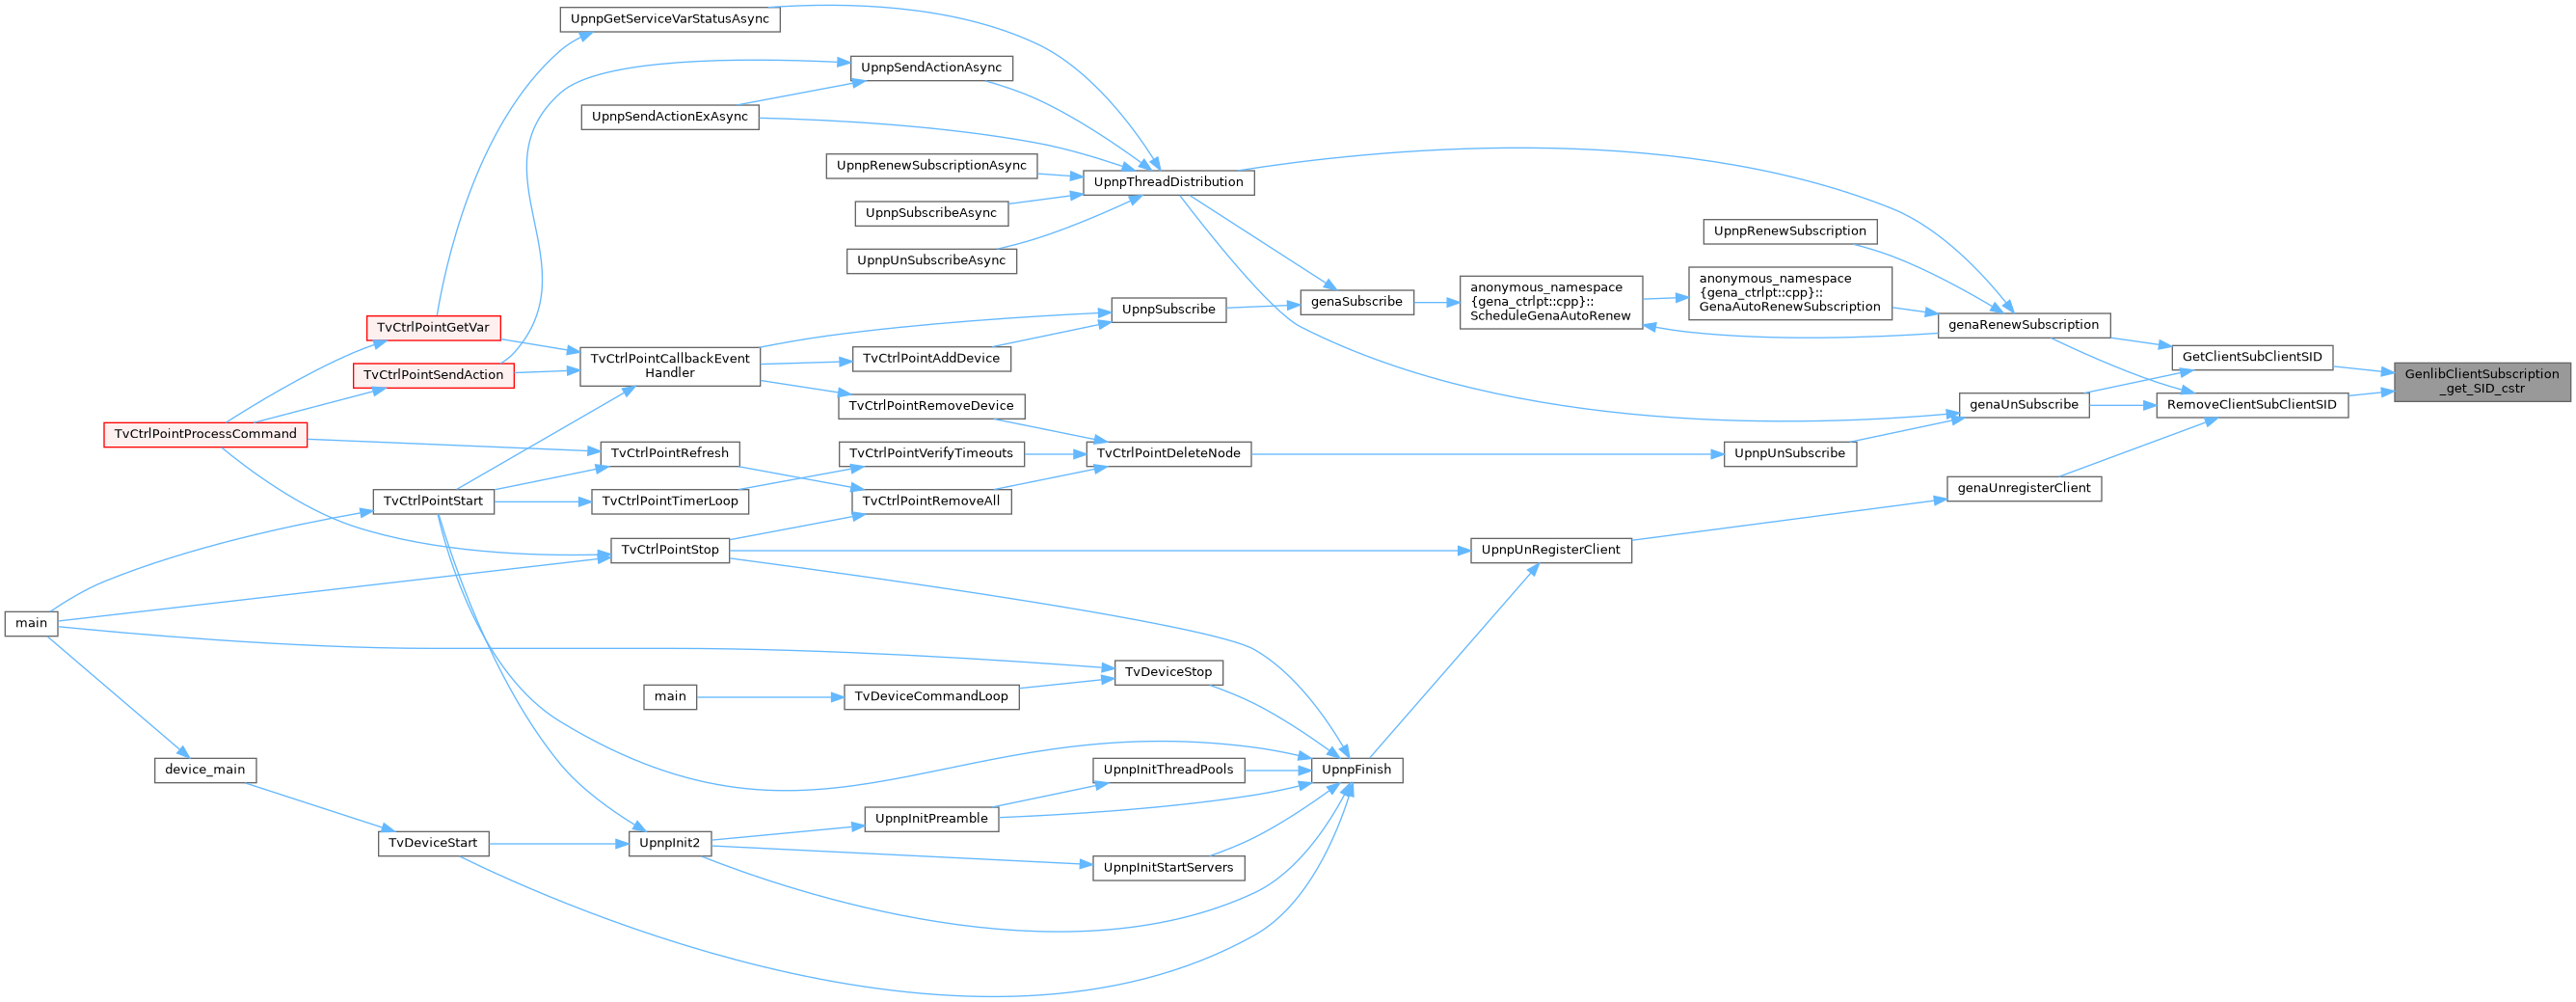 UpnpGetServiceVarStatusAsync
UpnpSendActionAsync
UpnpSendActionExAsync
UpnpRenewSubscriptionAsync
UpnpThreadDistribution
UpnpSubscribeAsync
UpnpUnSubscribeAsync
UpnpRenewSubscription
anonymous_namespace
{gena_ctrlpt::cpp}::
GenaAutoRenewSubscription
anonymous_namespace
{gena_ctrlpt::cpp}::
ScheduleGenaAutoRenew
genaSubscribe
UpnpSubscribe
genaRenewSubscription
TvCtrlPointGetVar
TvCtrlPointCallbackEvent
Handler
TvCtrlPointAddDevice
GetClientSubClientSID
TvCtrlPointSendAction
GenlibClientSubscription
_get_SID_cstr
TvCtrlPointRemoveDevice
genaUnSubscribe
RemoveClientSubClientSID
TvCtrlPointProcessCommand
TvCtrlPointRefresh
TvCtrlPointVerifyTimeouts
TvCtrlPointDeleteNode
UpnpUnSubscribe
TvCtrlPointStart
TvCtrlPointTimerLoop
TvCtrlPointRemoveAll
genaUnregisterClient
TvCtrlPointStop
UpnpUnRegisterClient
main
TvDeviceStop
main
TvDeviceCommandLoop
device_main
UpnpInitThreadPools
UpnpFinish
UpnpInitPreamble
TvDeviceStart
UpnpInit2
UpnpInitStartServers